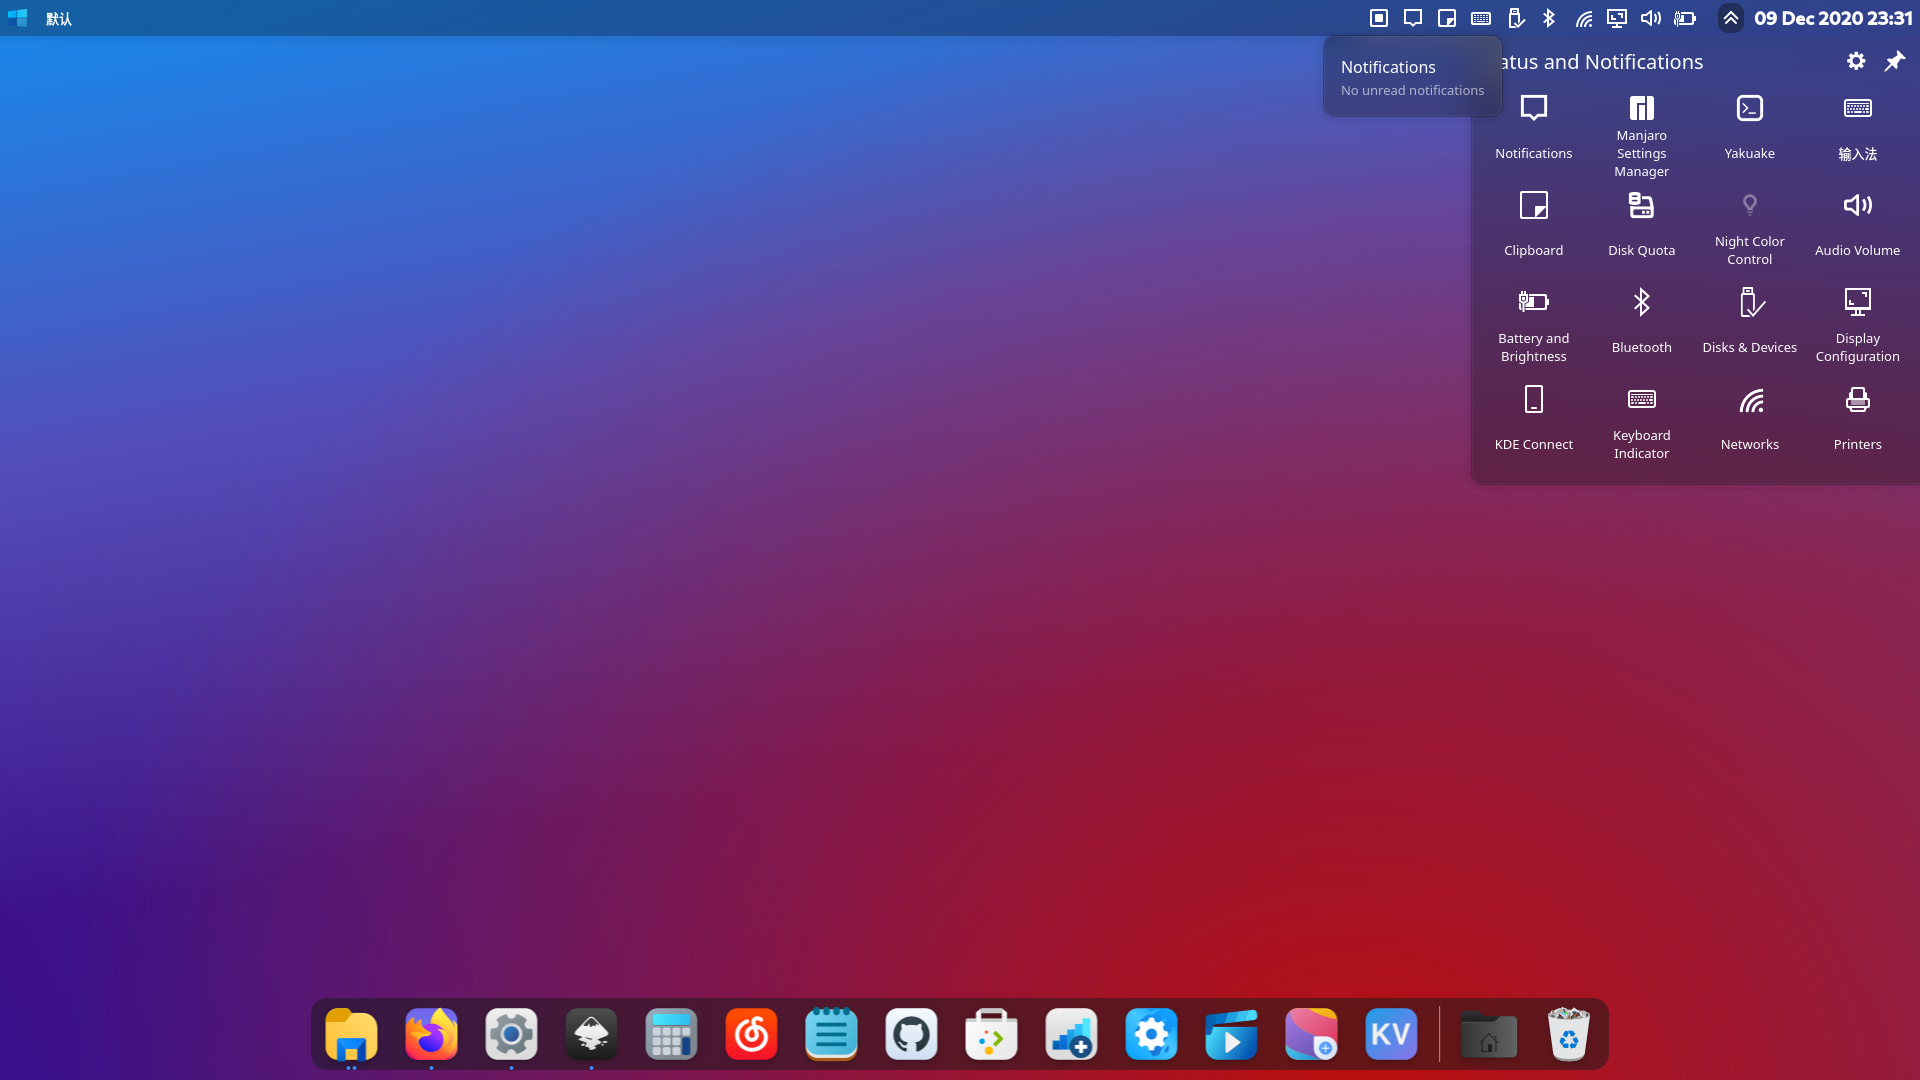 默认
09 Dec 2020 23:31
Notifications
No unread notifications
atus and Notifications
Notifications
Manjaro
Settings
Manager
Yakuake
输入法
Clipboard
Disk Quota
Night Color
Control
Audio Volume
Battery and
Brightness
Bluetooth
Disks & Devices
Display
Configuration
KDE Connect
Keyboard
Indicator
Networks
Printers
KV